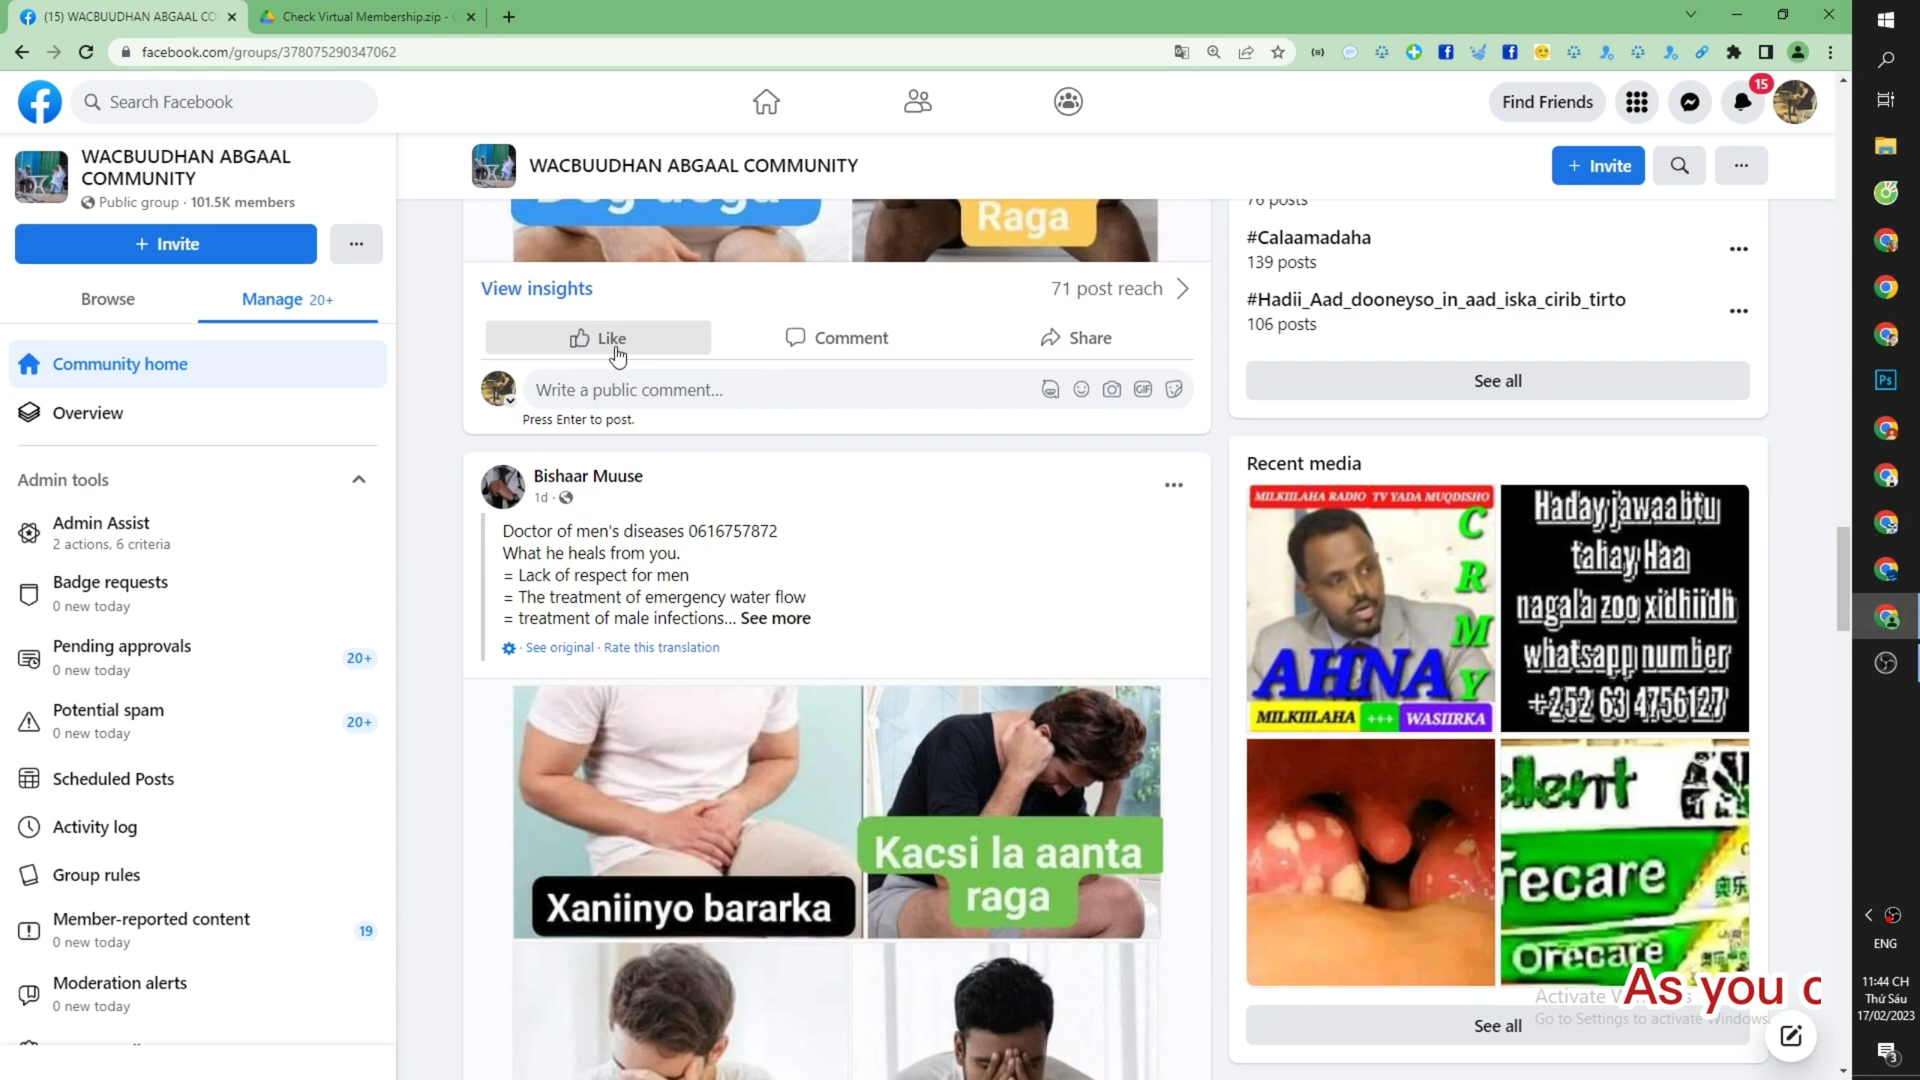 (15) WACBUUDHAN ABGAAL CO
Check Virtual Membership.zip -
facebook.com/groups/378075290347062
Search Facebook
Find Friends
15
WACBUUDHAN ABGAAL
COMMUNITY
Public group · 101.5K members
+ Invite
Browse
Manage 20+
Community home
Overview
Admin tools
Admin Assist
2 actions, 6 criteria
Badge requests
0 new today
Pending approvals
0 new today
20+
Potential spam
0 new today
20+
Scheduled Posts
Activity log
Group rules
Member-reported content
0 new today
19
Moderation alerts
0 new today
WACBUUDHAN ABGAAL COMMUNITY
+ Invite
Raga
View insights
71 post reach
Like
Comment
Share
Write a public comment...
GIF
Press Enter to post.
Bishaar Muuse
1d ·
Doctor of men's diseases 0616757872
What he heals from you.
= Lack of respect for men
= The treatment of emergency water flow
= treatment of male infections... See more
· See original · Rate this translation
Xaniinyo bararka
Kacsi la aanta
raga
76 posts
#Calaamadaha
139 posts
#Hadii_Aad_dooneyso_in_aad_iska_cirib_tirto
106 posts
See all
Recent media
MILKIILAHA RADIO TV YADA MUQDISHO
C
R
M
Y
AHNA
MILKIILAHA +++ WASIIRKA
Haday jawaabtu
tahay Haa
nagala zoo xidhiidh
whatsapp number
+252 63 4756127
recare
Orecare
As you c
Go to Settings to activate Windows.
See all
Ps
ENG
11:44 CH
Thứ Sáu
17/02/2023
3